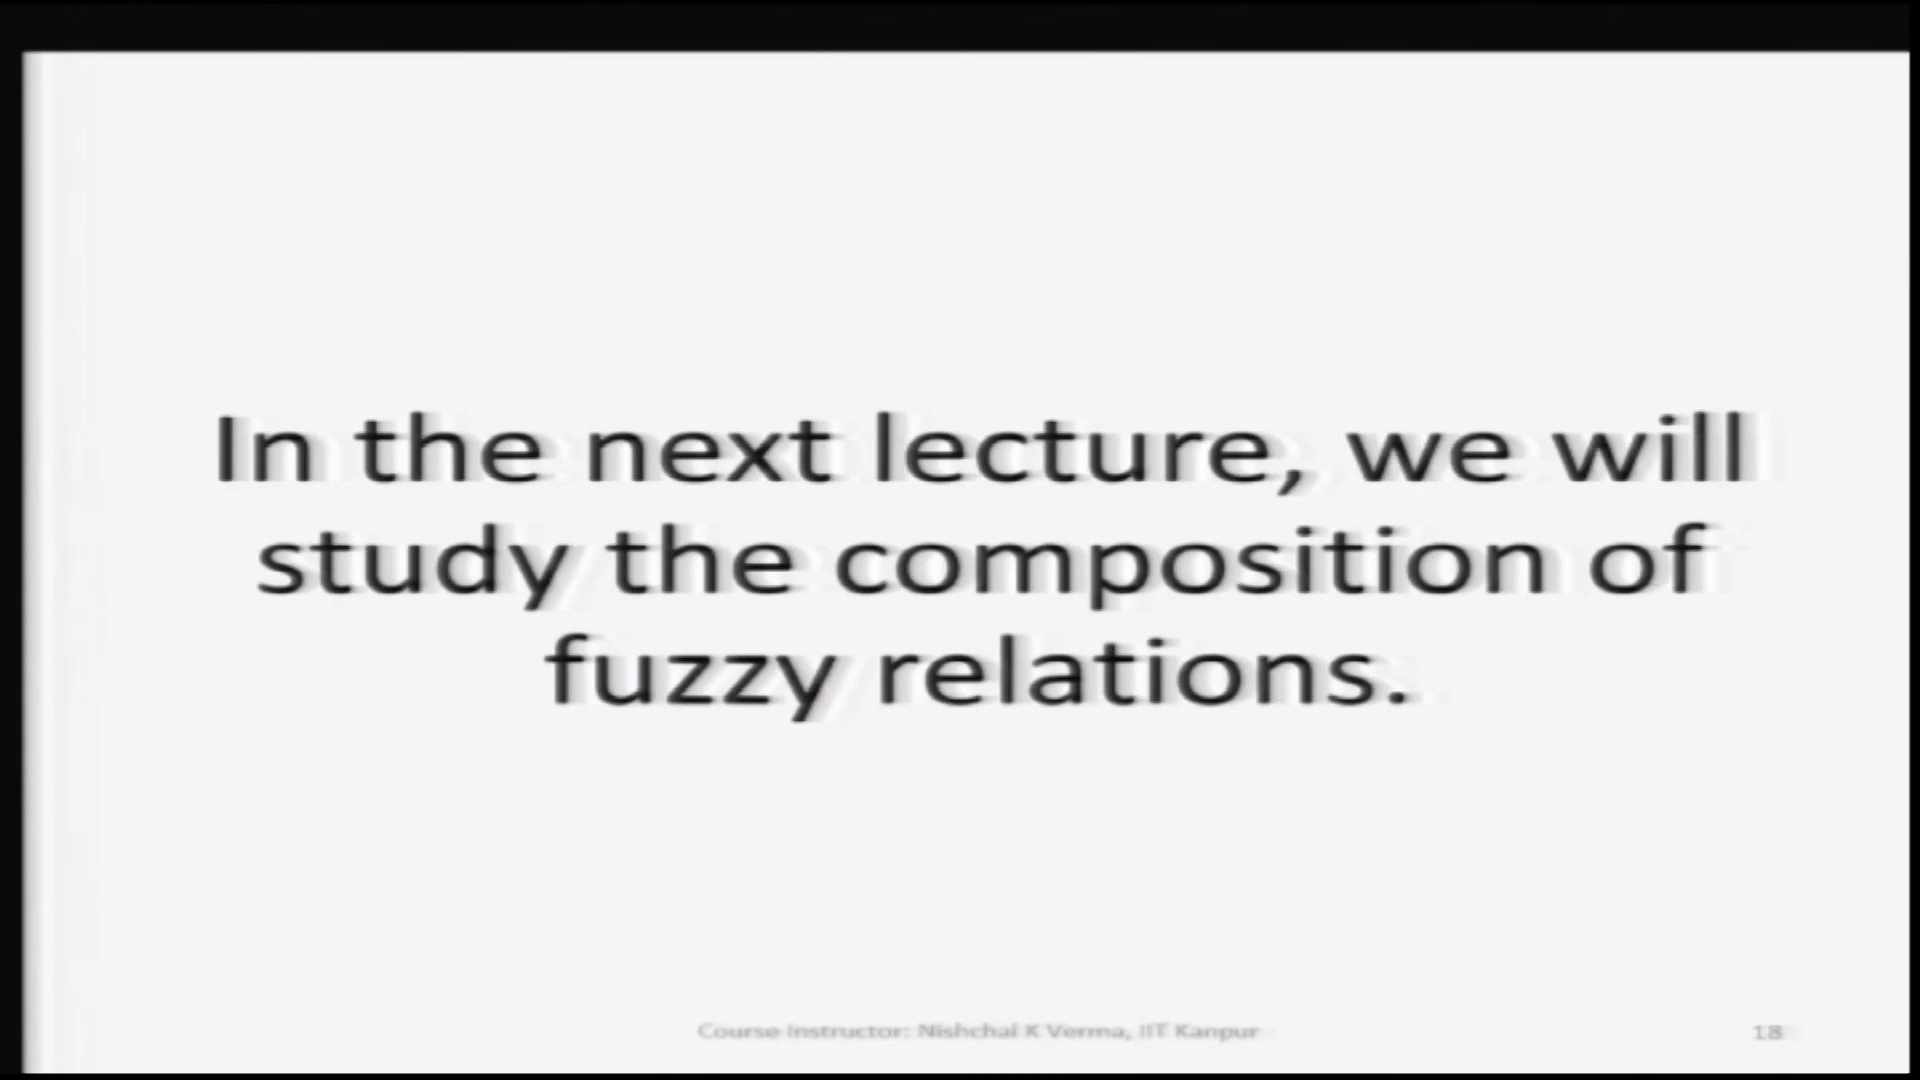 In the next lecture, we will
study the composition of
fuzzy relations.
Course Instructor: Nishchal K Verma, IIT Kanpur
18